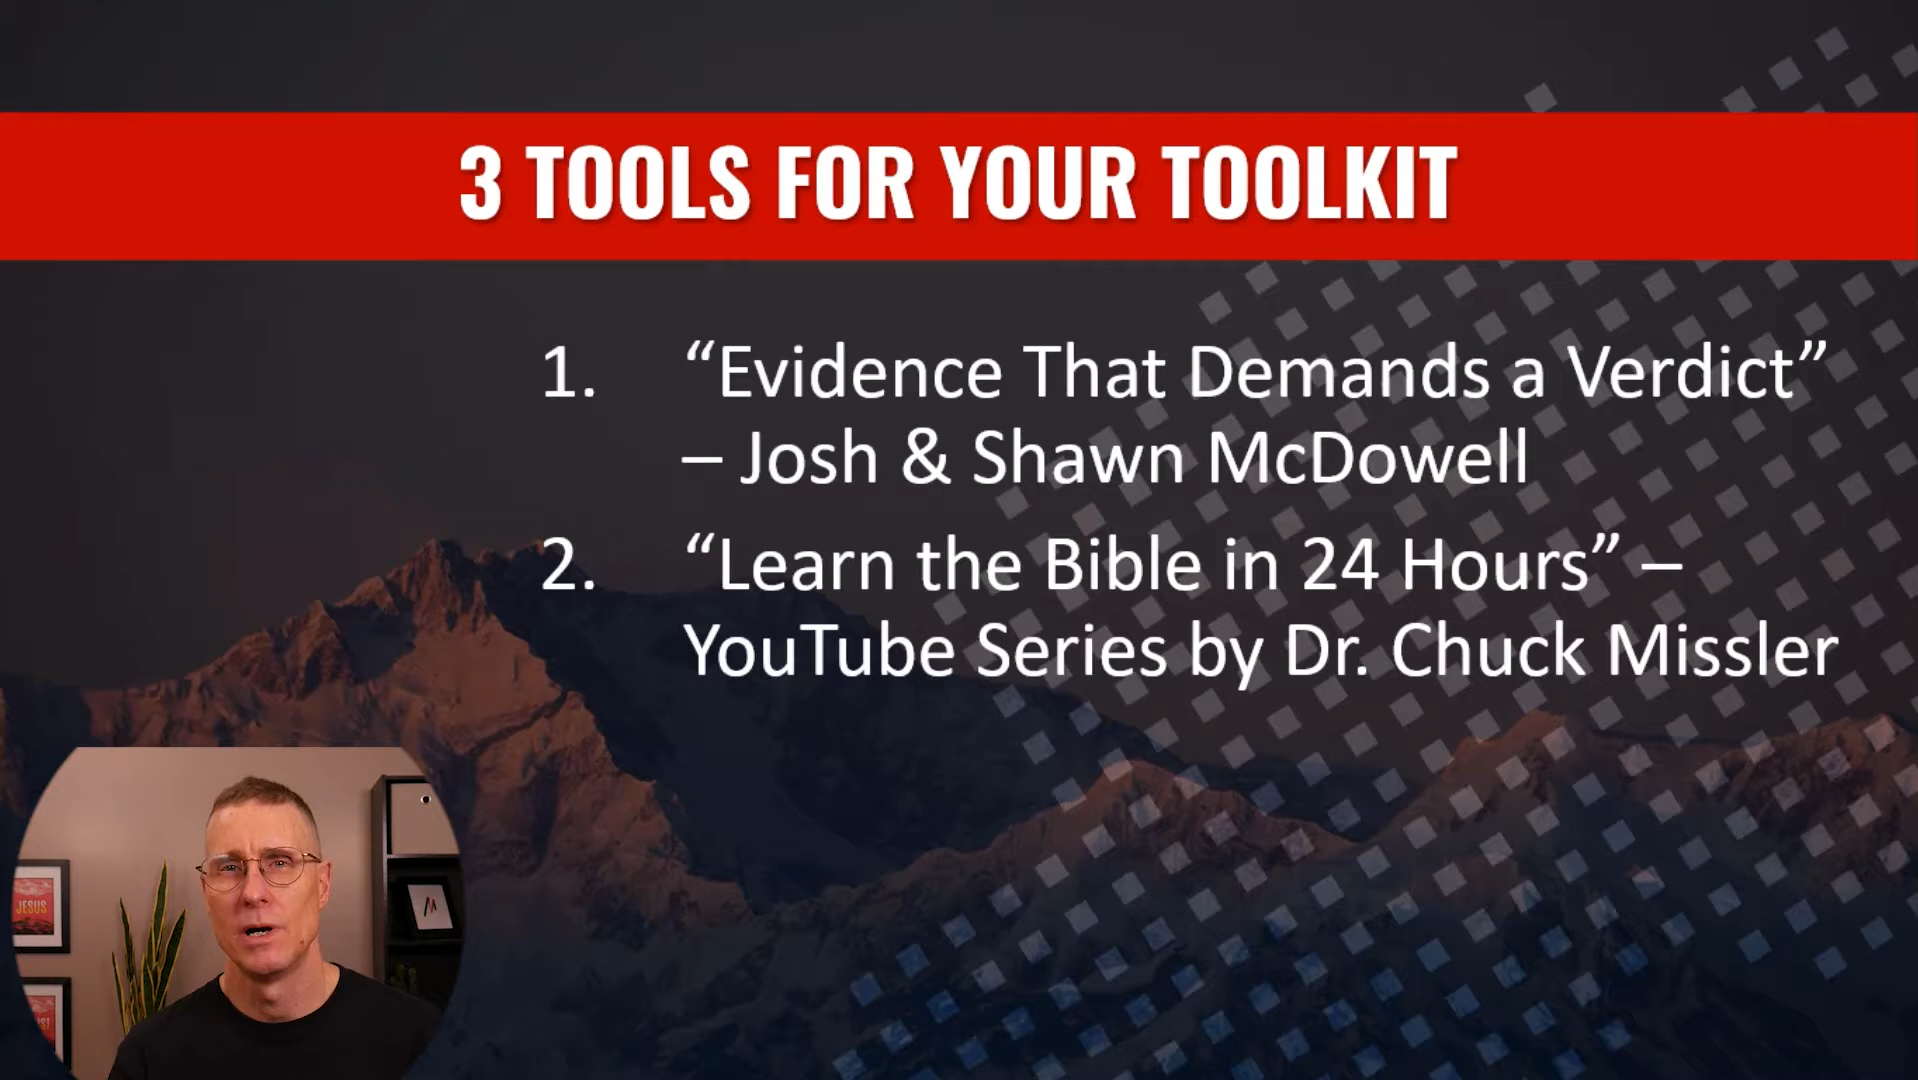 3 TOOLS FOR YOUR TOOLKIT
1. “Evidence That Demands a Verdict”
– Josh & Shawn McDowell
2. “Learn the Bible in 24 Hours” –
YouTube Series by Dr. Chuck Missler
JESUS